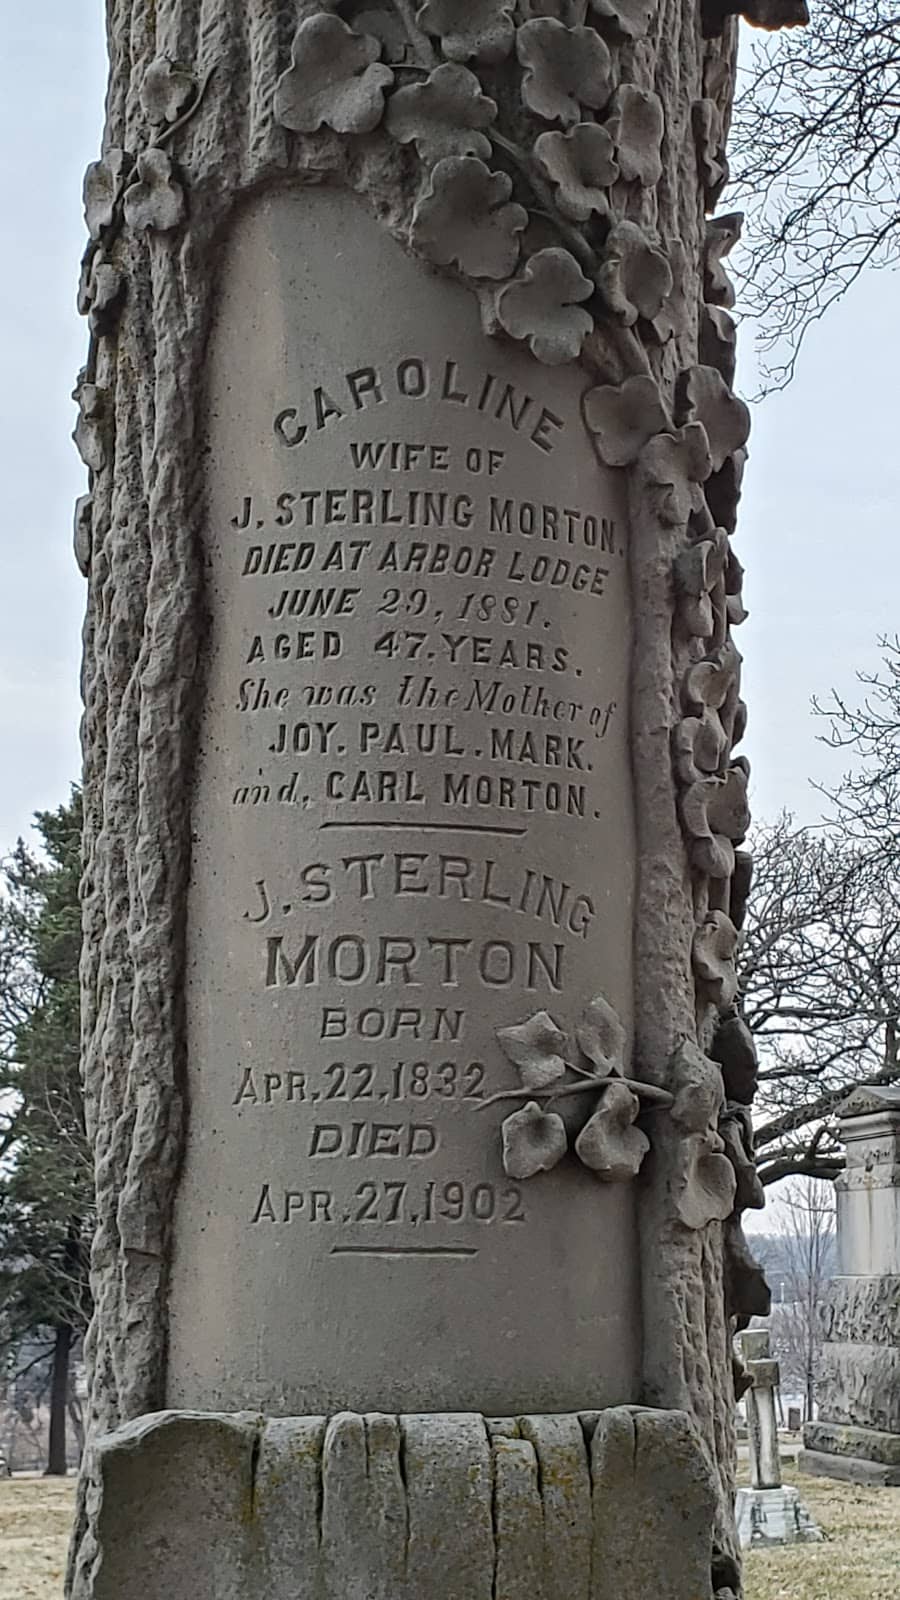 CAROLINE
WIFE OF
J. STERLING MORTON.
DIED AT ARBOR LODGE
JUNE 29, 1881.
AGED 47. YEARS.
She was the Mother of
JOY. PAUL. MARK.
and, CARL MORTON.
J. STERLING
MORTON
BORN
APR. 22, 1832
DIED
APR. 27, 1902